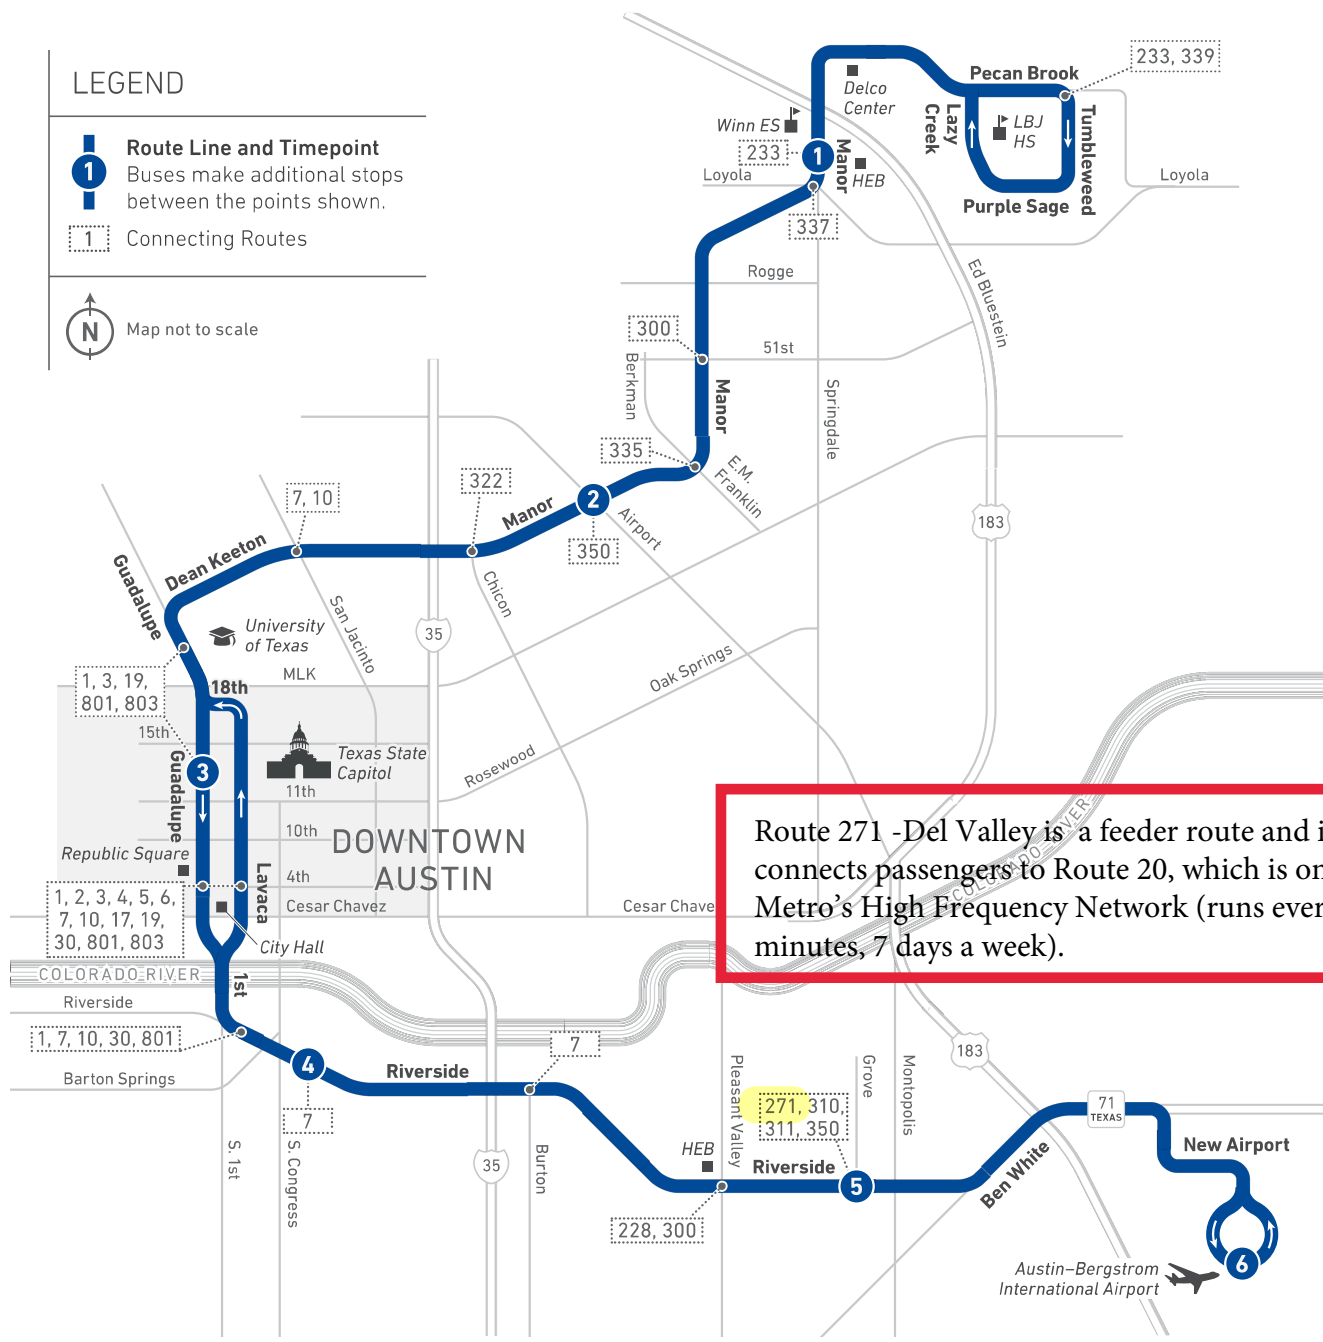 LEGEND
1
Route Line and Timepoint
Buses make additional stops
between the points shown.
1
Connecting Routes
N
Map not to scale
233, 339
Pecan Brook
Delco
Center
Lazy
Creek
LBJ
HS
Tumbleweed
Winn ES
233
1
Manor
HEB
Loyola
Loyola
Purple Sage
337
Rogge
Ed Bluestein
300
51st
Berkman
Manor
Springdale
335
E.M.
Franklin
322
7, 10
Manor
2
Airport
350
183
Dean Keeton
Guadalupe
San Jacinto
Chicon
University
of Texas
35
MLK
Oak Springs
1, 3, 19,
801, 803
18th
15th
Guadalupe
3
Texas State
Capitol
Rosewood
11th
10th
DOWNTOWN
AUSTIN
Republic Square
4th
Lavaca
1, 2, 3, 4, 5, 6,
7, 10, 17, 19,
30, 801, 803
Cesar Chavez
Cesar Chave
City Hall
Route 271 -Del Valley is a feeder route and i
connects passengers to Route 20, which is on
Metro's High Frequency Network (runs ever
minutes, 7 days a week).
COLORADO RIVER
COLORADO RIVER
1st
Riverside
1, 7, 10, 30, 801
7
4
Barton Springs
Riverside
7
S. 1st
S. Congress
35
Burton
Pleasant Valley
Grove
Montopolis
183
271, 310,
311, 350
HEB
Riverside
5
228, 300
Ben White
71
TEXAS
New Airport
6
Austin–Bergstrom
International Airport